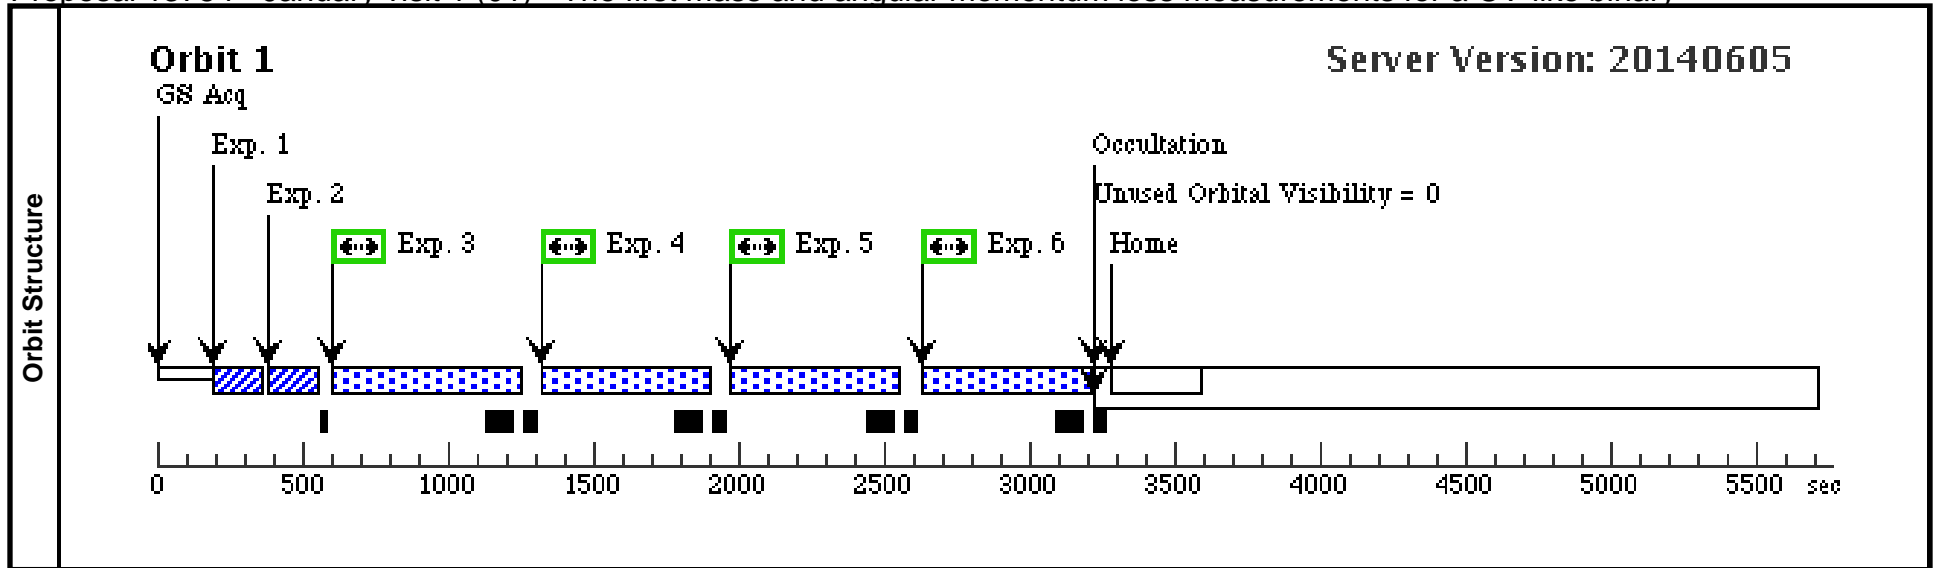 Orbit 1
Server Version: 20140605
GS Acq
Exp. 1
Occultation
Exp. 2
Unused Orbital Visibility = 0
Exp. 3
Exp. 4
Exp. 5
Exp. 6
Home
Orbit Structure
0 500 1000 1500 2000 2500 3000 3500 4000 4500 5000 5500 sec